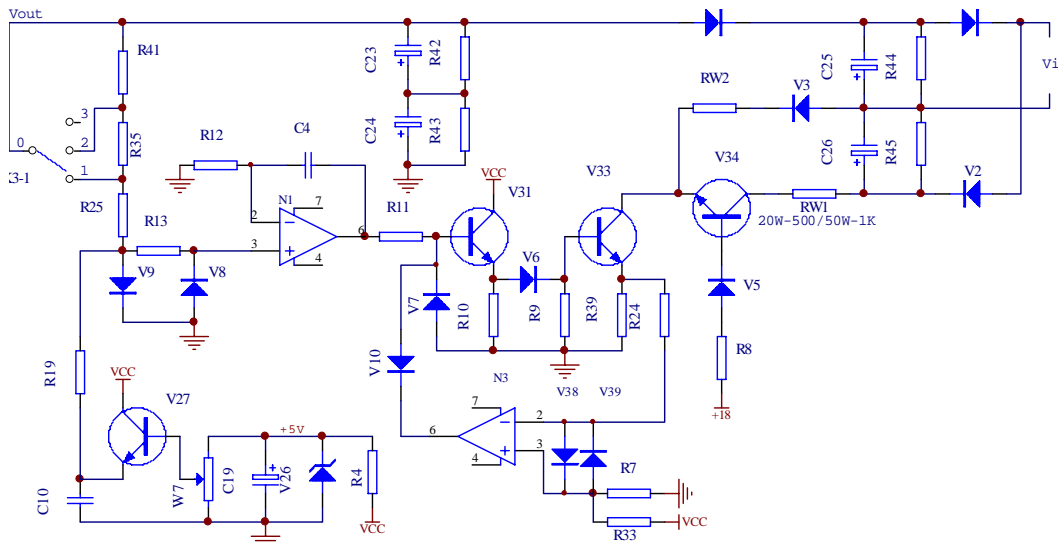 Vout
R41
C23
R42
C25
R44
Vi
3
RW2
V3
0
2
R35
R12
C4
C24
R43
C26
R45
K3-1
1
VCC
V31
V33
V34
V2
R25
R13
N1
7
R11
RW1
2
6
20W-500/50W-1K
3
V9
V8
4
V6
V7
R10
R9
R39
R24
V5
R19
V10
R8
VCC
N3
V38
V39
V27
7
+18
+5V
6
2
3
4
R7
C10
W7
C19
V26
R4
VCC
VCC
R33